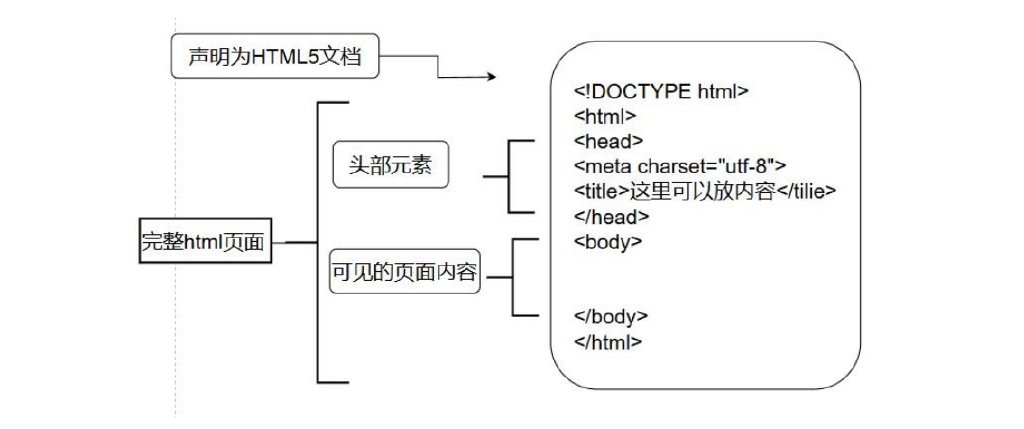 声明为HTML5文档
头部元素
完整html页面
可见的页面内容
<!DOCTYPE html>
<html>
<head>
<meta charset="utf-8">
<title>这里可以放内容</tilie>
</head>
<body>
</body>
</html>